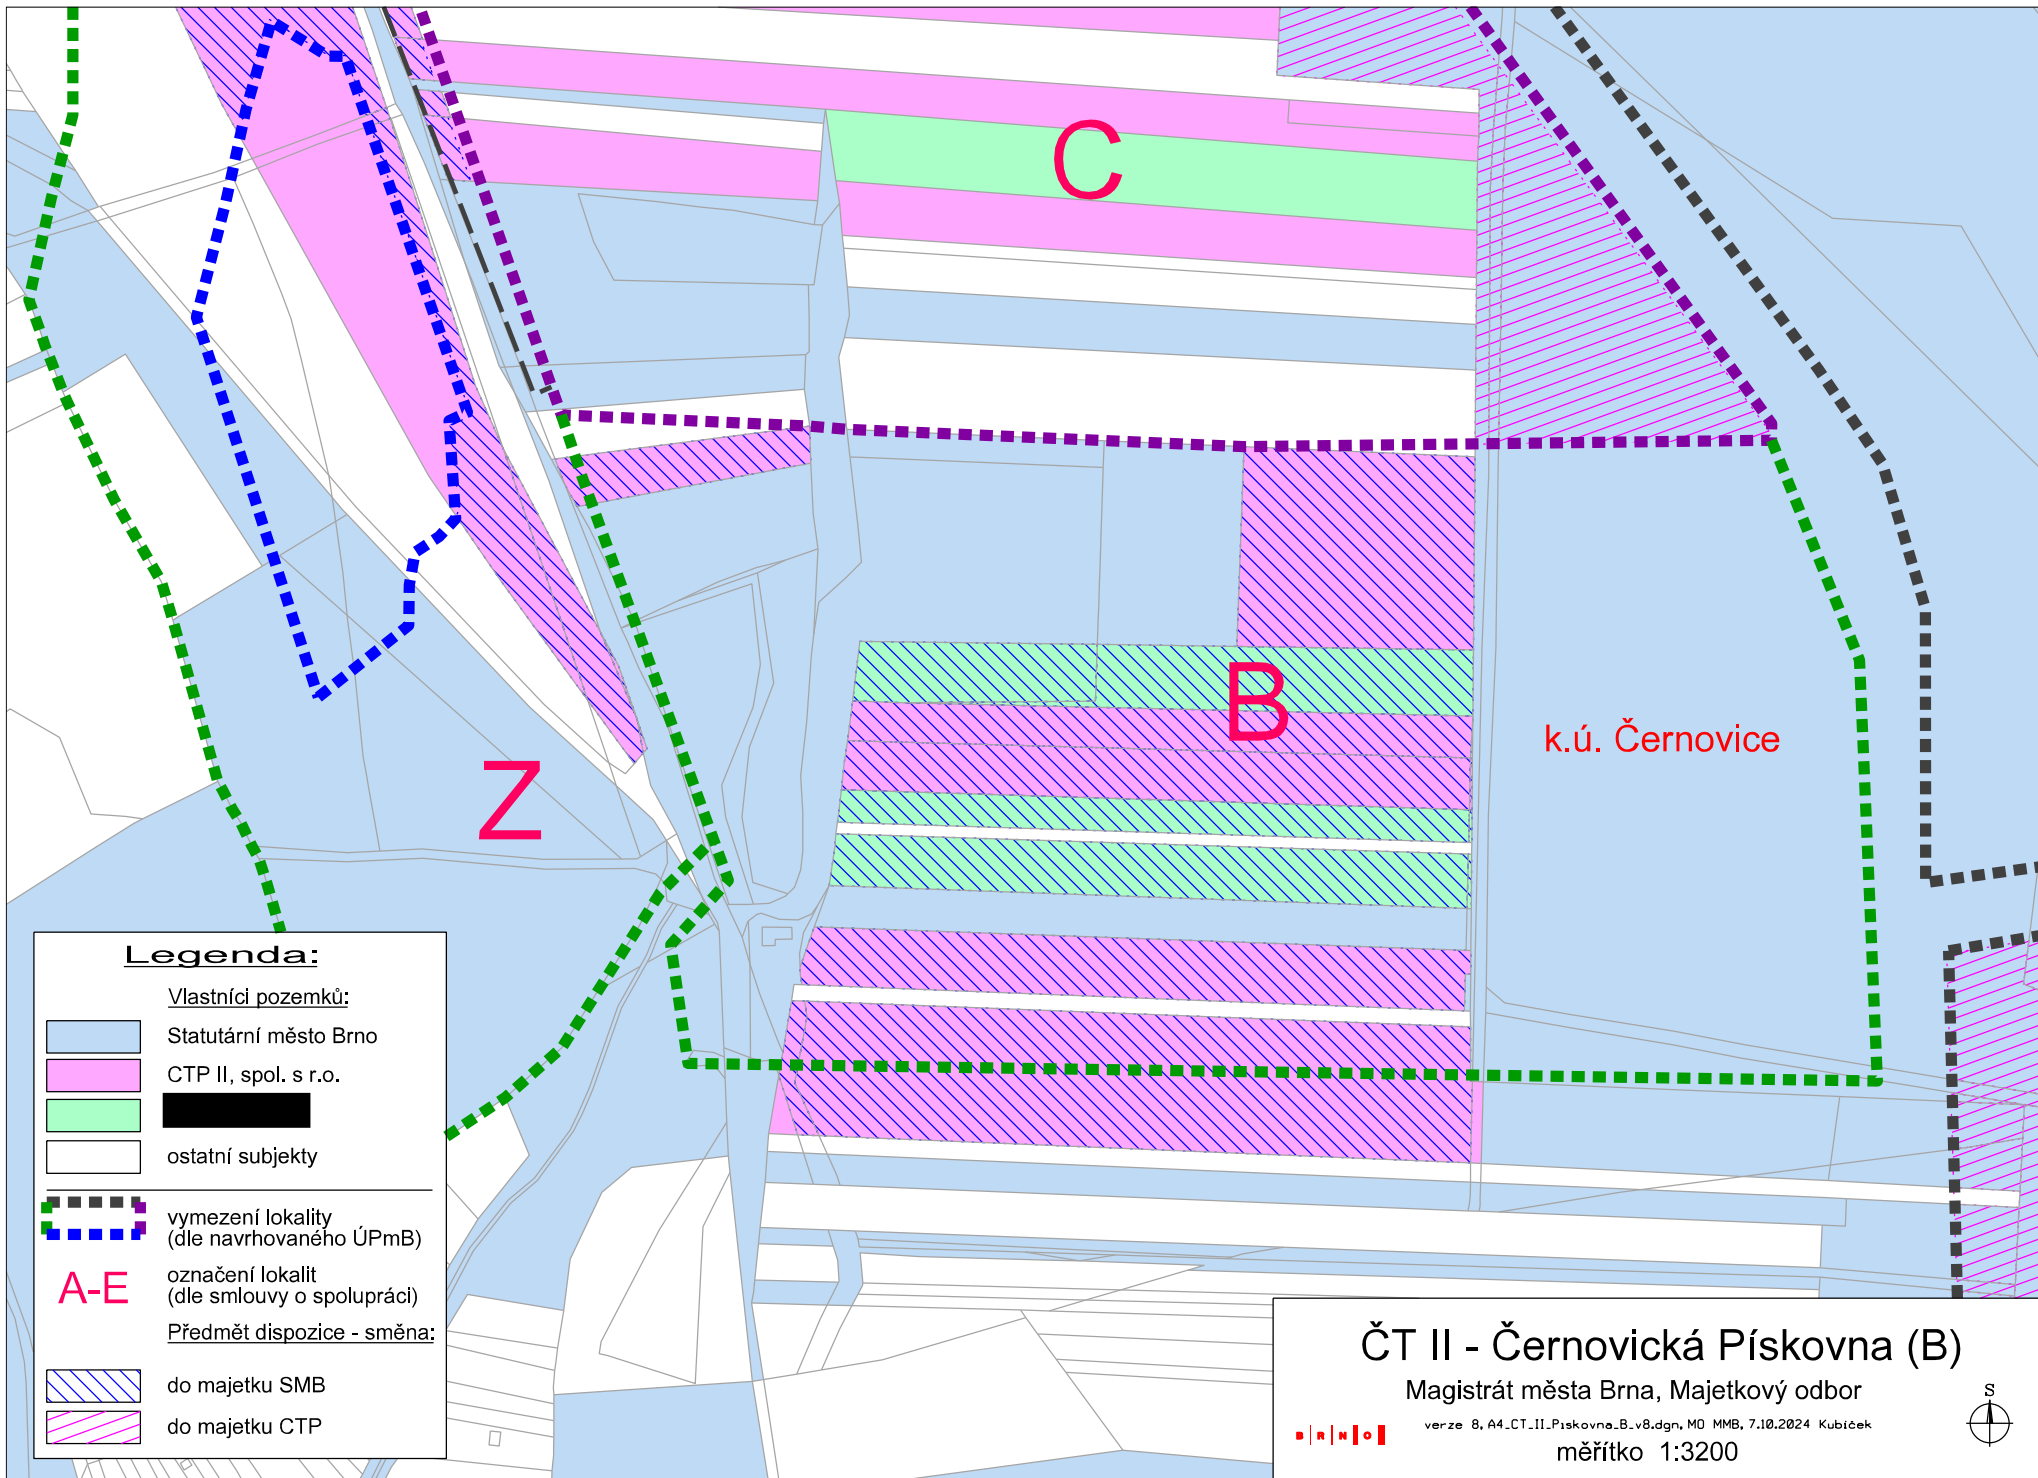 C
B
k.ú. Černovice
Z
Legenda:
Vlastníci pozemků:
Statutární město Brno
CTP II, spol. s r.o.
ostatní subjekty
vymezení lokality
(dle navrhovaného ÚPmB)
A-E
označení lokalit
(dle smlouvy o spolupráci)
Předmět dispozice - směna:
do majetku SMB
do majetku CTP
ČT II - Černovická Pískovna (B)
Magistrát města Brna, Majetkový odbor
S
verze 8, A4_CT_II_Piskovna_B_v8.dgn, MO MMB, 7.10.2024 Kubíček
B R N O
měřítko 1:3200